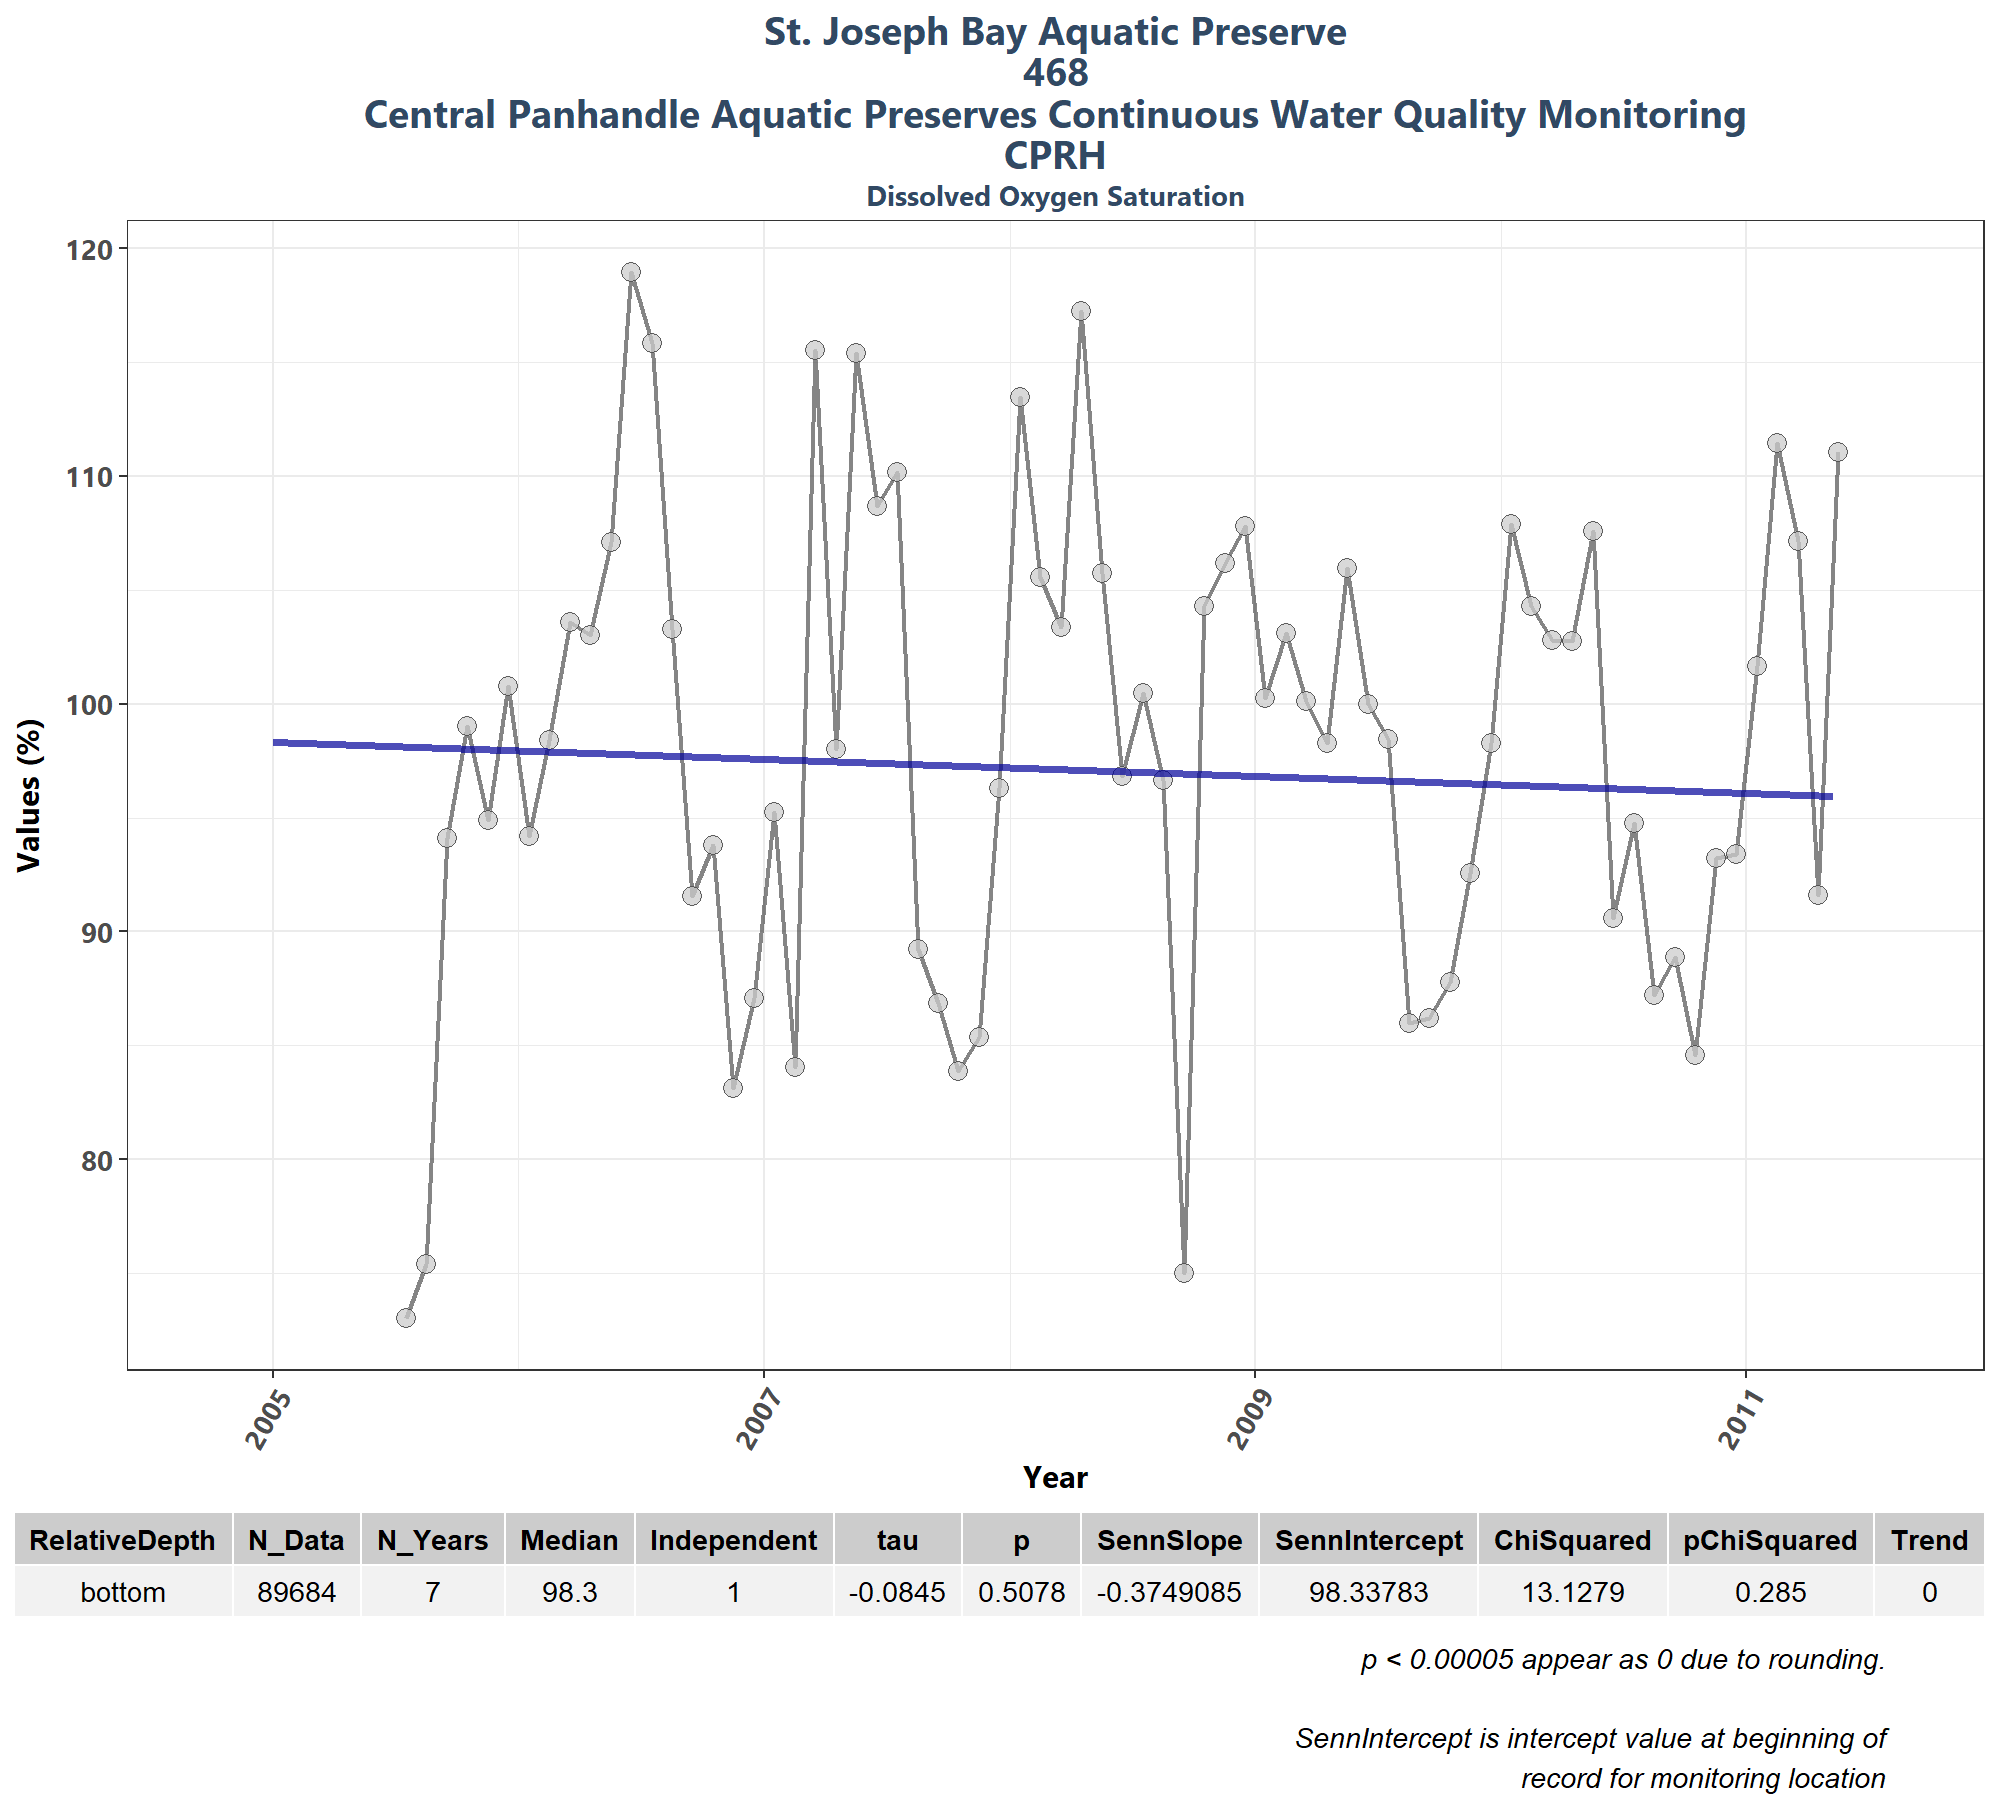 St. Joseph Bay Aquatic Preserve
468
Central Panhandle Aquatic Preserves Continuous Water Quality Monitoring
CPRH
Dissolved Oxygen Saturation
120
110
100
90
80
Values (%)
2005 2007 2009 2011
Year
RelativeDepth N_Data N_Years Median Independent tau p SennSlope SennIntercept ChiSquared pChiSquared Trend
bottom 89684 7 98.3 1 -0.0845 0.5078 -0.3749085 98.33783 13.1279 0.285 0
p < 0.00005 appear as 0 due to rounding.
SennIntercept is intercept value at beginning of
record for monitoring location